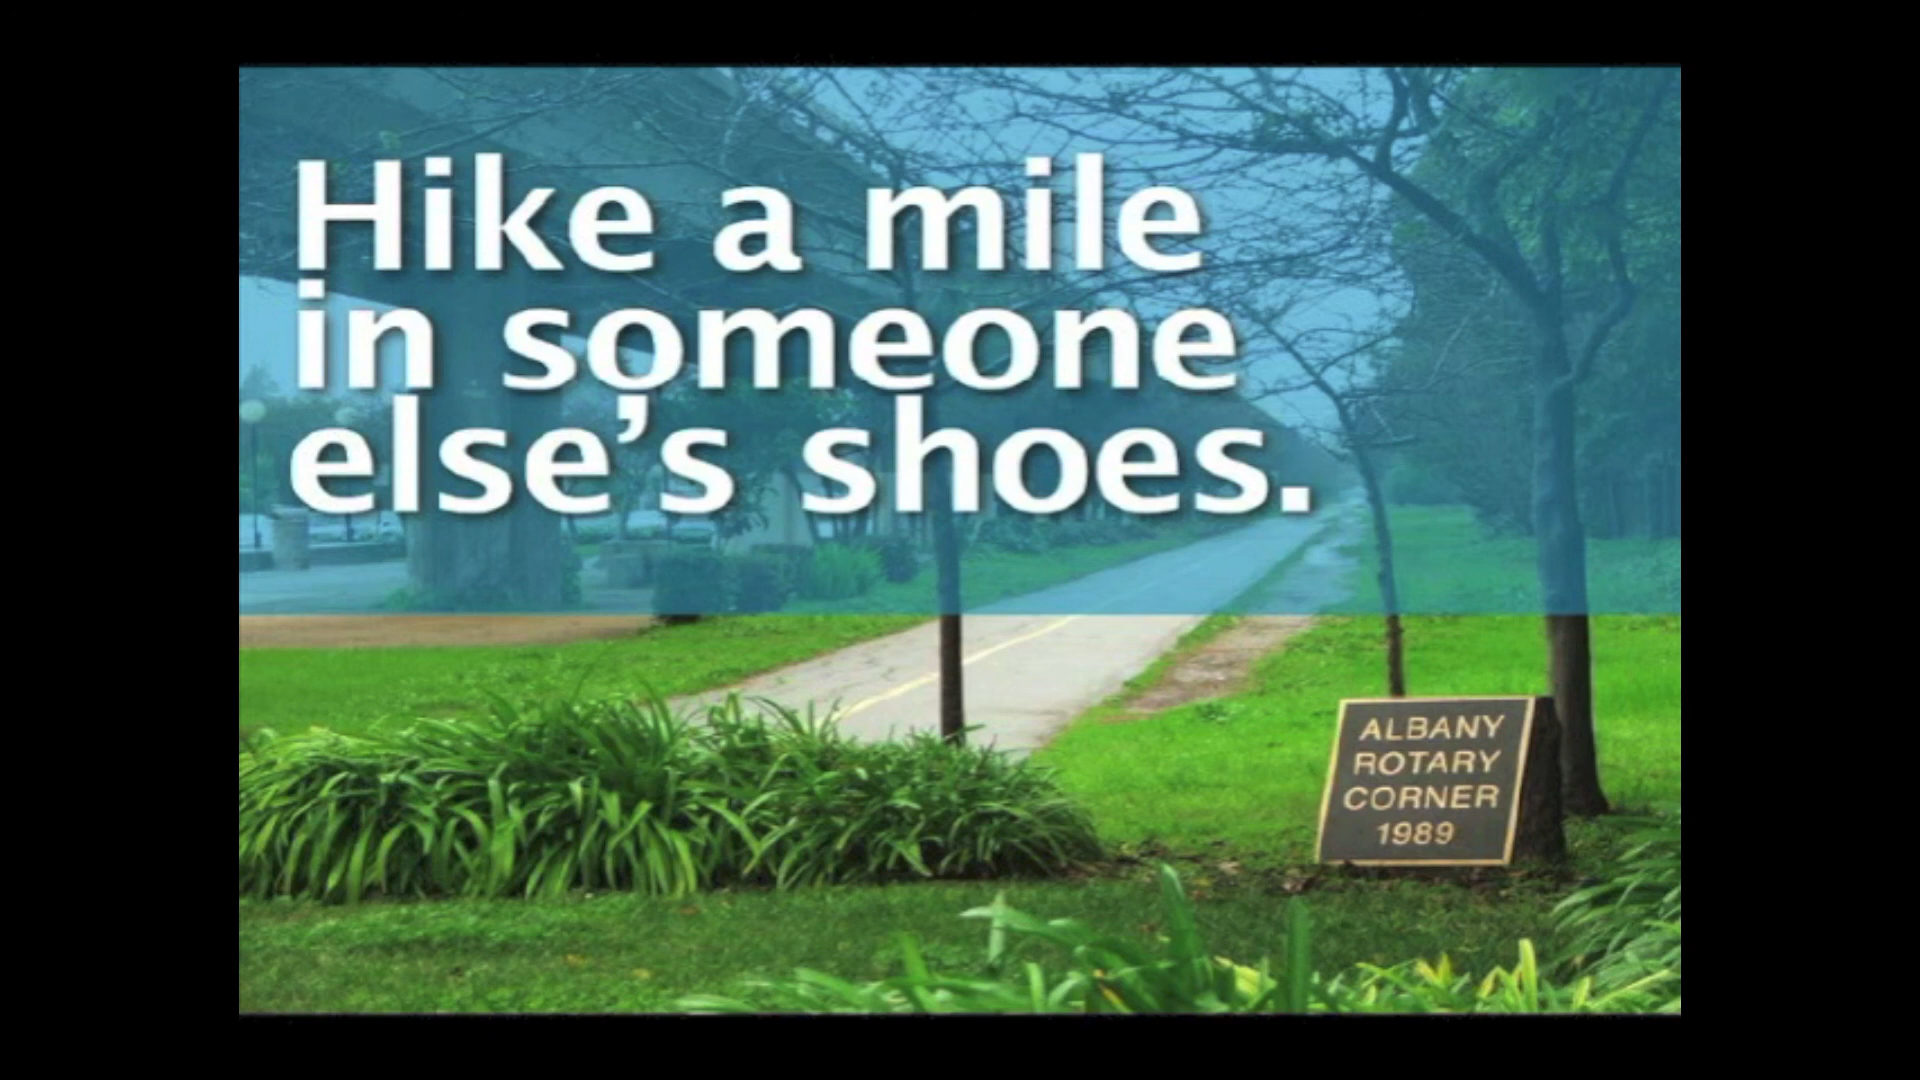 Hike a mile
in someone
else's shoes.
ALBANY
ROTARY
CORNER
1989